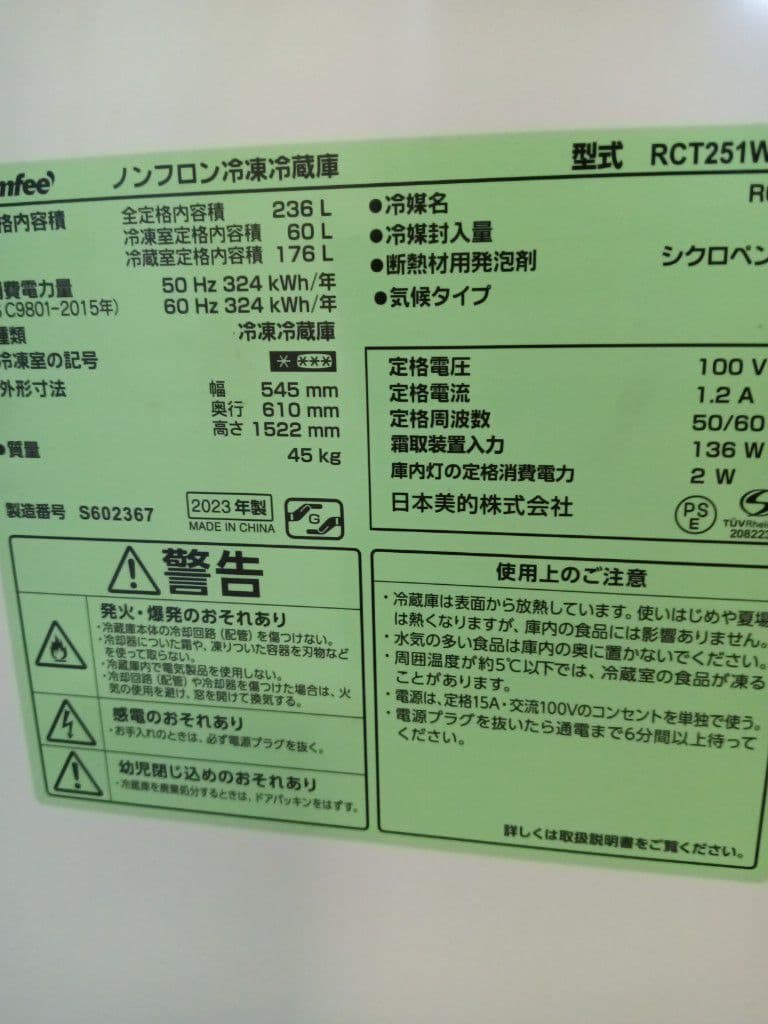 mfee'
ノンフロン冷凍冷蔵庫
型式 RCT251W
格内容積 全定格内容積 236 L
冷凍室定格内容積 60 L
冷蔵室定格内容積 176 L
消費電力量 50 Hz 324 kWh/年
C9801-2015年) 60 Hz 324 kWh/年
種類 冷凍冷蔵庫
冷凍室の記号
外形寸法 幅 545 mm
奥行 610 mm
高さ 1522 mm
●質量 45 kg
製造番号 S602367
2023 年製
MADE IN CHINA
G
●冷媒名 R
●冷媒封入量
●断熱材用発泡剤 シクロペン
●気候タイプ
定格電圧 100 V
定格電流 1.2 A
定格周波数 50/60
霜取装置入力 136 W
庫内灯の定格消費電力 2 W
日本美的株式会社
PS
E
TÜVRhein
208223
警告
発火・爆発のおそれあり
・冷蔵庫本体の冷却回路(配管)を傷つけない。
・冷却器についた霜や、凍りついた容器を刃物など
を使って取らない。
・冷蔵庫内で電気製品を使用しない。
・冷却回路(配管)や冷却器を傷つけた場合は、火
気の使用を避け、窓を開けて換気する。
感電のおそれあり
・お手入れのときは、必ず電源プラグを抜く。
幼児閉じ込めのおそれあり
・冷蔵庫を廃棄処分するときは、ドアパッキンをはずす。
使用上のご注意
・冷蔵庫は表面から放熱しています。使いはじめや夏場
は熱くなりますが、庫内の食品には影響ありません。
・水気の多い食品は庫内の奥に置かないでください。
・周囲温度が約5℃以下では、冷蔵室の食品が凍る
ことがあります。
・電源は、定格15A・交流100Vのコンセントを単独で使う。
・電源プラグを抜いたら通電まで6分間以上待って
ください。
詳しくは取扱説明書をご覧ください。